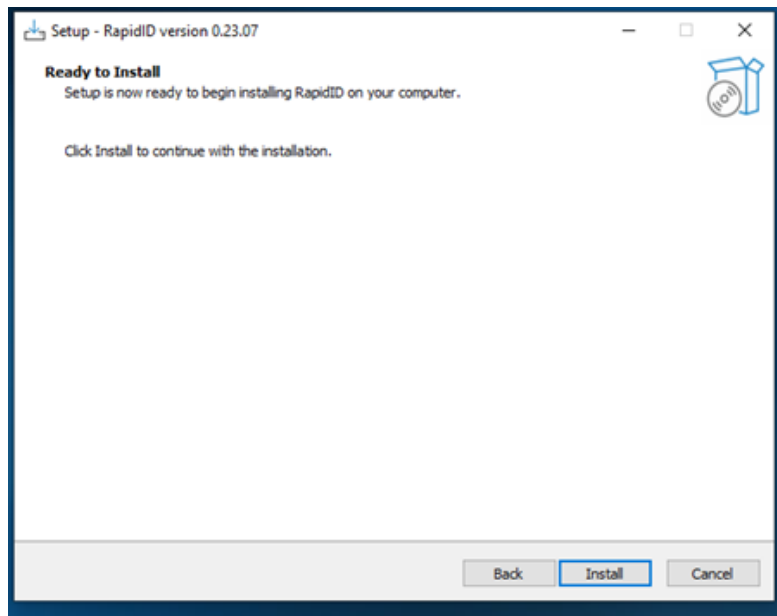 Setup - RapidID version 0.23.07
Ready to Install
Setup is now ready to begin installing RapidID on your computer.
Click Install to continue with the installation.
Back
Install
Cancel